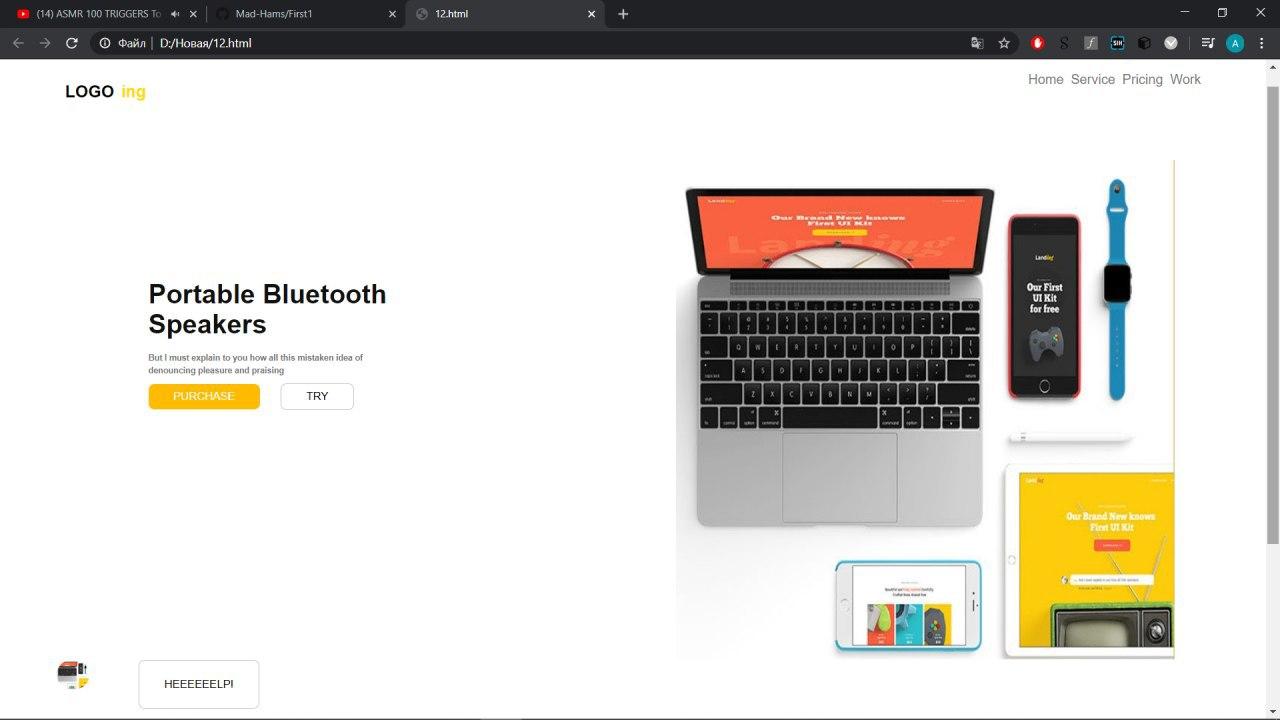 (14) ASMR 100 TRIGGERS To
Mad-Hams/First1
12.html
Файл | D:/Новая/12.html
LOGO ing
Home Service Pricing Work
Our Brand New knows
First UI Kit
Landing
Landing
Our First
UI Kit
for free
Portable Bluetooth
Speakers
But I must explain to you how all this mistaken idea of
denouncing pleasure and praising
PURCHASE TRY
Landing
Our Brand New knows
First UI Kit
HEEEEEELPI